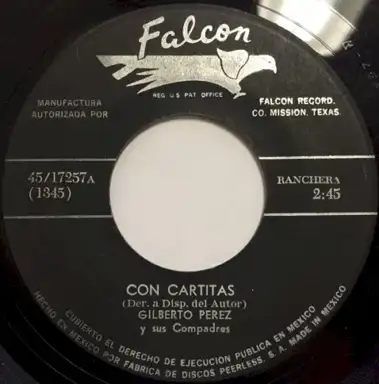 Falcon
REG. U S PAT OFFICE
MANUFACTURA
AUTORIZADA POR
FALCON RECORD.
CO. MISSION, TEXAS.
45/17257A
(1345)
RANCHERA
2:45
CON CARTITAS
(Der. a Disp. del Autor)
GILBERTO PEREZ
y sus Compadres
CUBIERTO EL DERECHO DE EJECUCION PUBLICA EN MEXICO
HECHO EN MEXICO POR FABRICA DE DISCOS PEERLESS, S. A. MADE IN MEXICO